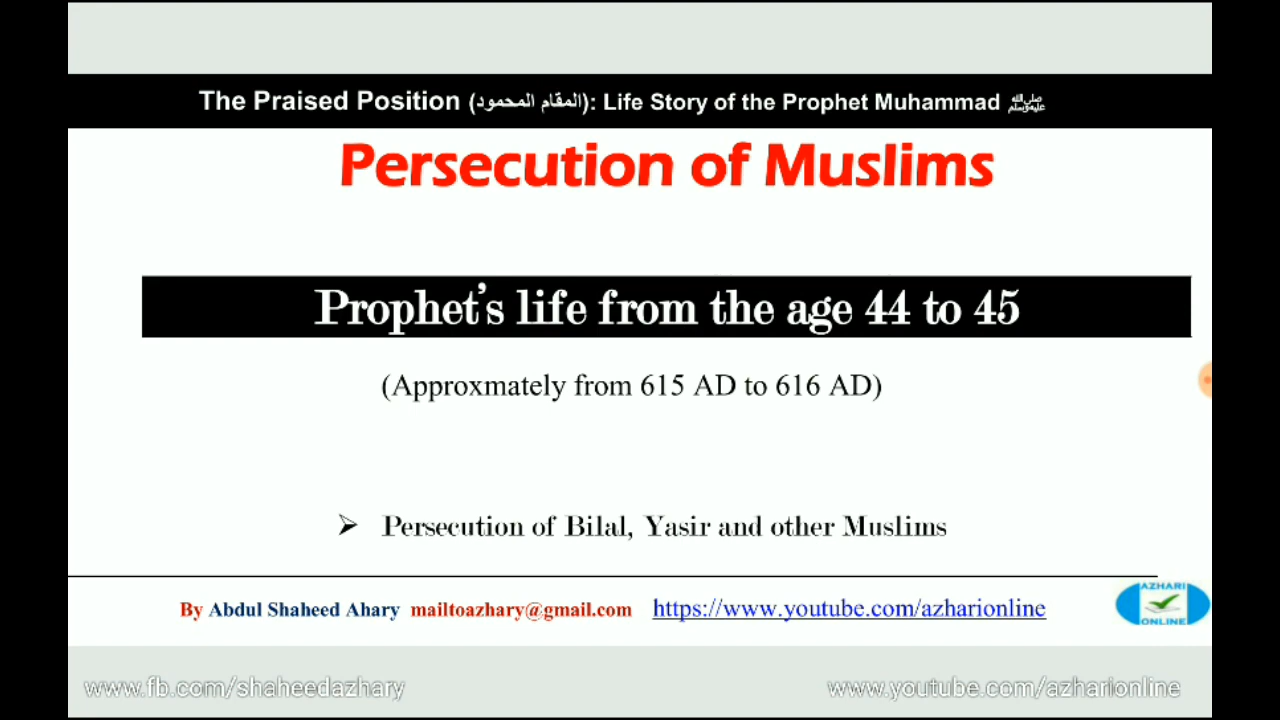 The Praised Position (المقام المحمود): Life Story of the Prophet Muhammad ﷺ
Persecution of Muslims
Prophet's life from the age 44 to 45
(Approxmately from 615 AD to 616 AD)
➢ Persecution of Bilal, Yasir and other Muslims
By Abdul Shaheed Ahary mailtoazhary@gmail.com https://www.youtube.com/azharionline
AZHARI
ONLINE
www.fb.com/shaheedazhary www.youtube.com/azharionline